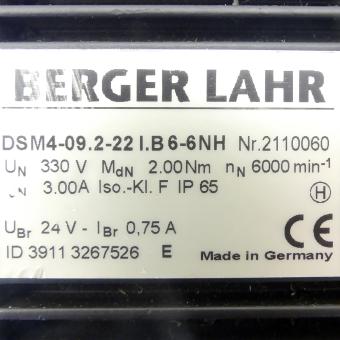 BERGER LAHR
DSM4-09.2-22 I.B 6-6NH Nr.2110060
UN 330 V MdN 2.00Nm nN 6000 min-1
N 3.00A Iso.-Kl. F IP 65
H
UBr 24 V - IBr 0,75 A
CE
ID 3911 3267526 E
Made in Germany